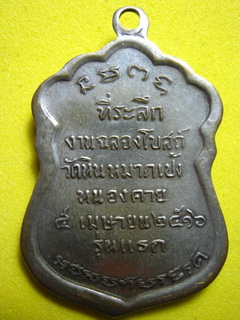 ที่ระลึก
งานฉลองโบสถ์
วัดหินหมากเป้ง
หนองคาย
๘ เมษายน ๒๕๑๖
รุ่นแรก